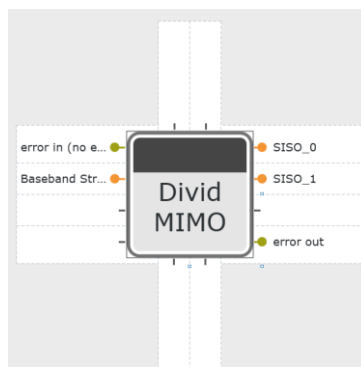 error in (no e...
SISO_0
Baseband Str...
SISO_1
Divid
MIMO
error out